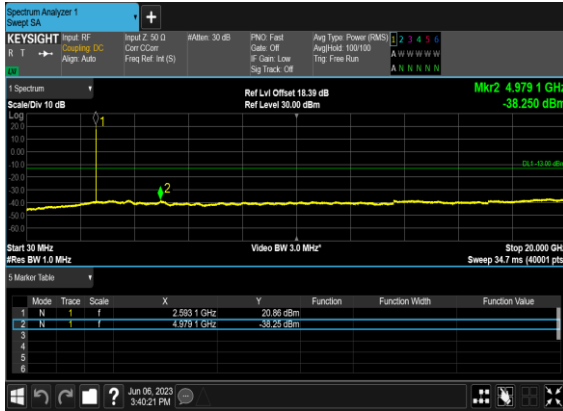 Spectrum Analyzer 1
Swept SA
+
KEYSIGHT
R T
LXI
Input: RF
Coupling: DC
Align: Auto
Input Z: 50 Ω
Corr CCorr
Freq Ref: Int (S)
#Atten: 30 dB
PNO: Fast
Gate: Off
IF Gain: Low
Sig Track: Off
Avg Type: Power (RMS)
Avg|Hold: 100/100
Trig: Free Run
1 2 3 4 5 6
A W W W W W
A N N N N N
1 Spectrum
Scale/Div 10 dB
Log
Ref Lvl Offset 18.39 dB
Ref Level 30.00 dBm
Mkr2 4.979 1 GHz
-38.250 dBm
1
20.0
10.0
0.00
-10.0
DL1 -13.00 dBm
-20.0
-30.0
2
-40.0
-50.0
-60.0
Start 30 MHz
Video BW 3.0 MHz*
Stop 20.000 GHz
#Res BW 1.0 MHz
Sweep 34.7 ms (40001 pts)
5 Marker Table
Mode Trace Scale X Y Function Function Width Function Value
1 N 1 f 2.593 1 GHz 20.86 dBm
2 N 1 f 4.979 1 GHz -38.25 dBm
3
4
5
6
?
Jun 06, 2023
3:40:21 PM